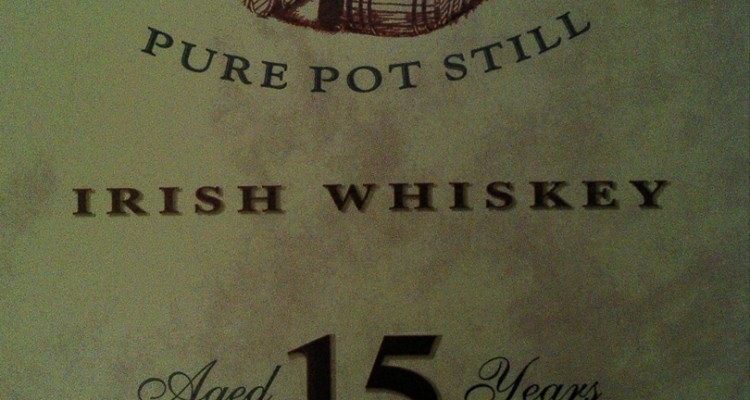 PURE POT STILL
IRISH WHISKEY
Aged 15 Years